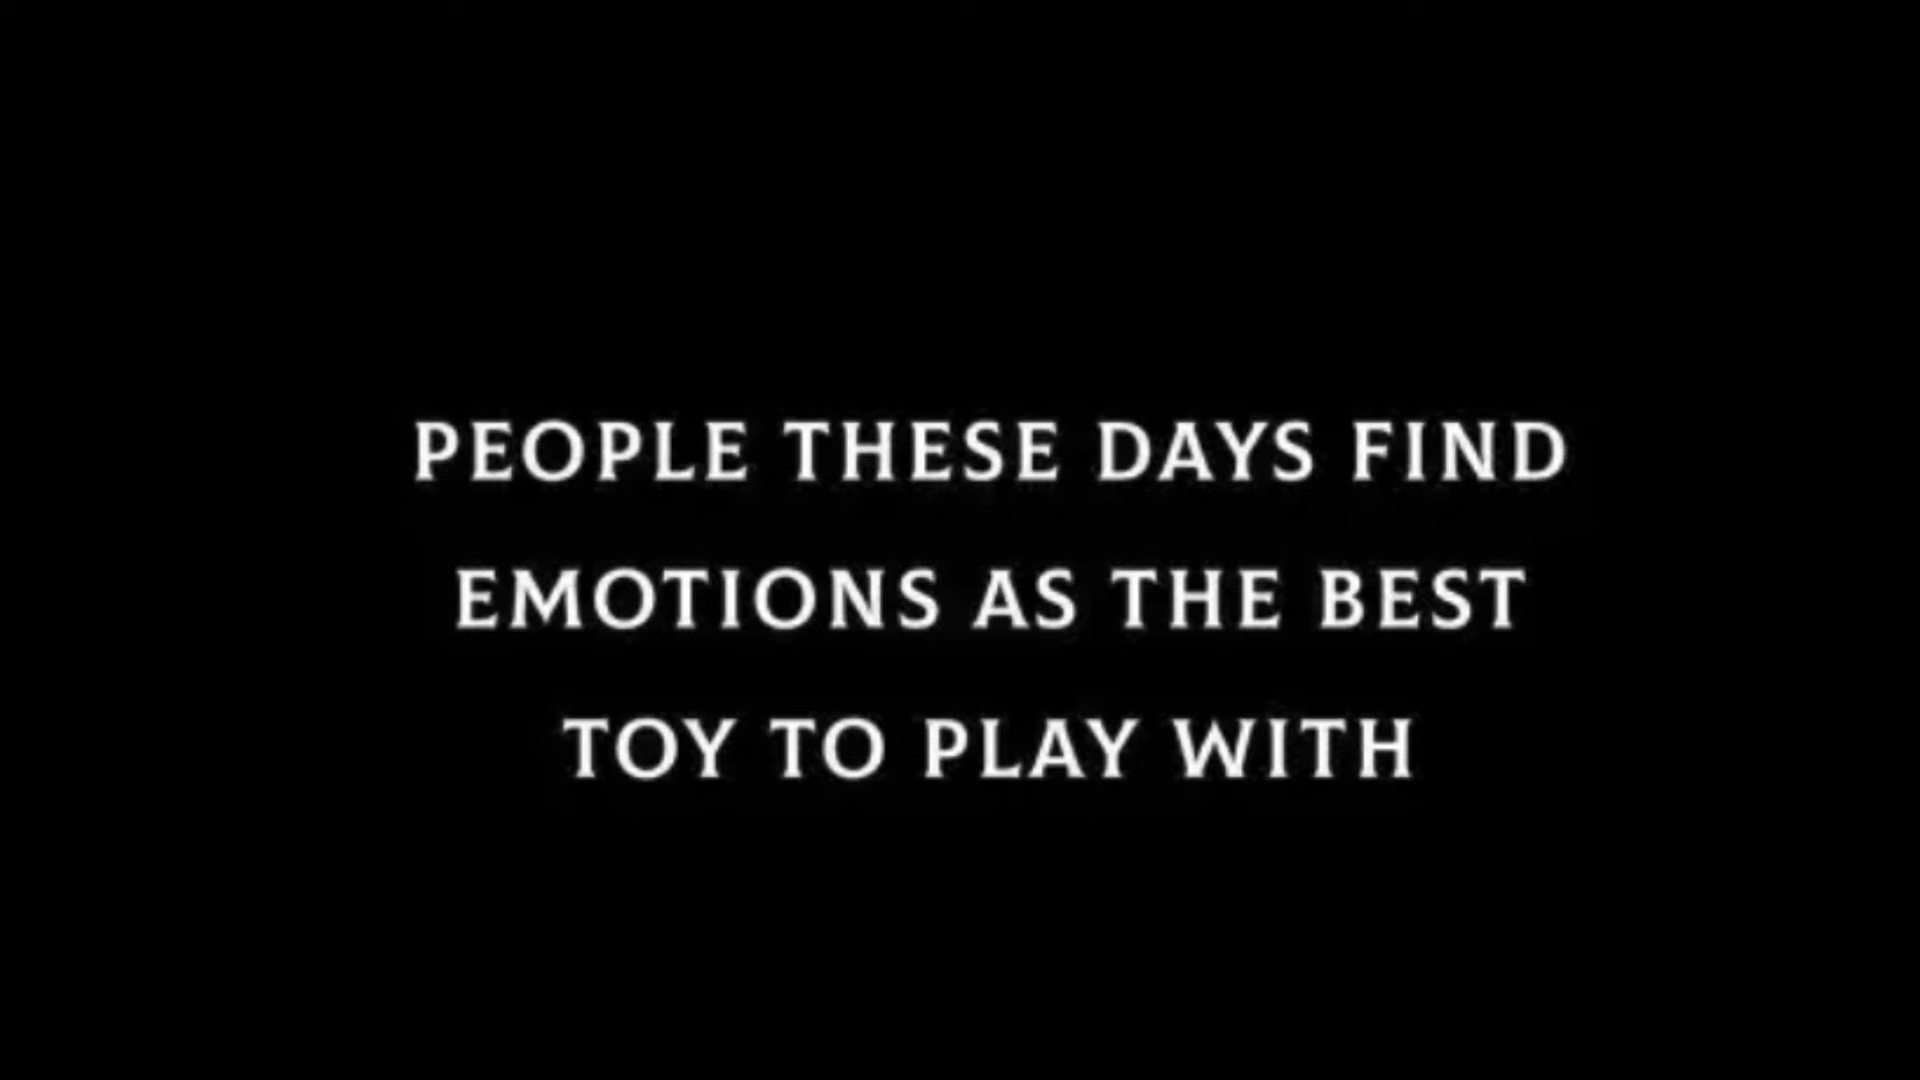 PEOPLE THESE DAYS FIND
EMOTIONS AS THE BEST
TOY TO PLAY WITH